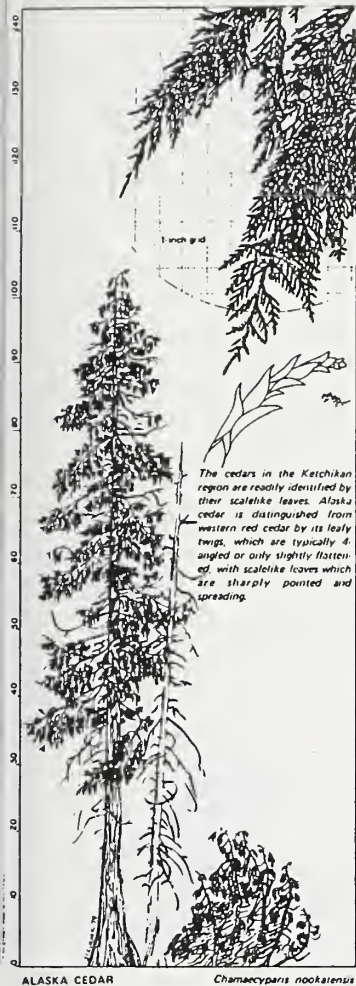 140
130
120
110
1-inch grid
100
90
80
The cedars in the Ketchikan
region are readily identified by
their scalelike leaves. Alaska
cedar is distinguished from
western red cedar by its leafy
twigs, which are typically 4-
angled or only slightly flatten-
ed, with scalelike leaves which
are sharply pointed and
spreading.
70
60
50
40
30
20
10
0
ALASKA CEDAR Chamaecyparis nookatensis